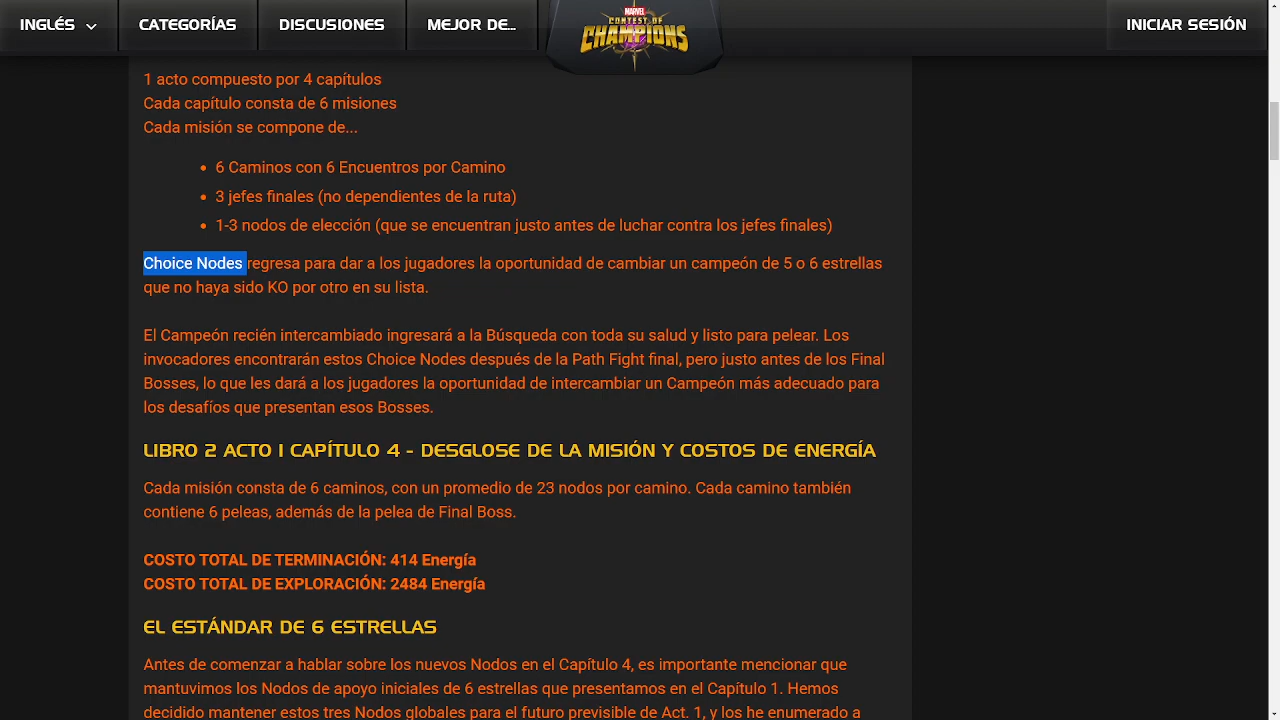 INGLÉS CATEGORÍAS DISCUSIONES MEJOR DE... MARVEL CONTEST OF CHAMPIONS INICIAR SESIÓN
1 acto compuesto por 4 capítulos
Cada capítulo consta de 6 misiones
Cada misión se compone de...
• 6 Caminos con 6 Encuentros por Camino
• 3 jefes finales (no dependientes de la ruta)
• 1-3 nodos de elección (que se encuentran justo antes de luchar contra los jefes finales)
Choice Nodes regresa para dar a los jugadores la oportunidad de cambiar un campeón de 5 o 6 estrellas
que no haya sido KO por otro en su lista.
El Campeón recién intercambiado ingresará a la Búsqueda con toda su salud y listo para pelear. Los
invocadores encontrarán estos Choice Nodes después de la Path Fight final, pero justo antes de los Final
Bosses, lo que les dará a los jugadores la oportunidad de intercambiar un Campeón más adecuado para
los desafíos que presentan esos Bosses.
LIBRO 2 ACTO I CAPÍTULO 4 - DESGLOSE DE LA MISIÓN Y COSTOS DE ENERGÍA
Cada misión consta de 6 caminos, con un promedio de 23 nodos por camino. Cada camino también
contiene 6 peleas, además de la pelea de Final Boss.
COSTO TOTAL DE TERMINACIÓN: 414 Energía
COSTO TOTAL DE EXPLORACIÓN: 2484 Energía
EL ESTÁNDAR DE 6 ESTRELLAS
Antes de comenzar a hablar sobre los nuevos Nodos en el Capítulo 4, es importante mencionar que
mantuvimos los Nodos de apoyo iniciales de 6 estrellas que presentamos en el Capítulo 1. Hemos
decidido mantener estos tres Nodos globales para el futuro previsible de Act. 1, y los he enumerado a